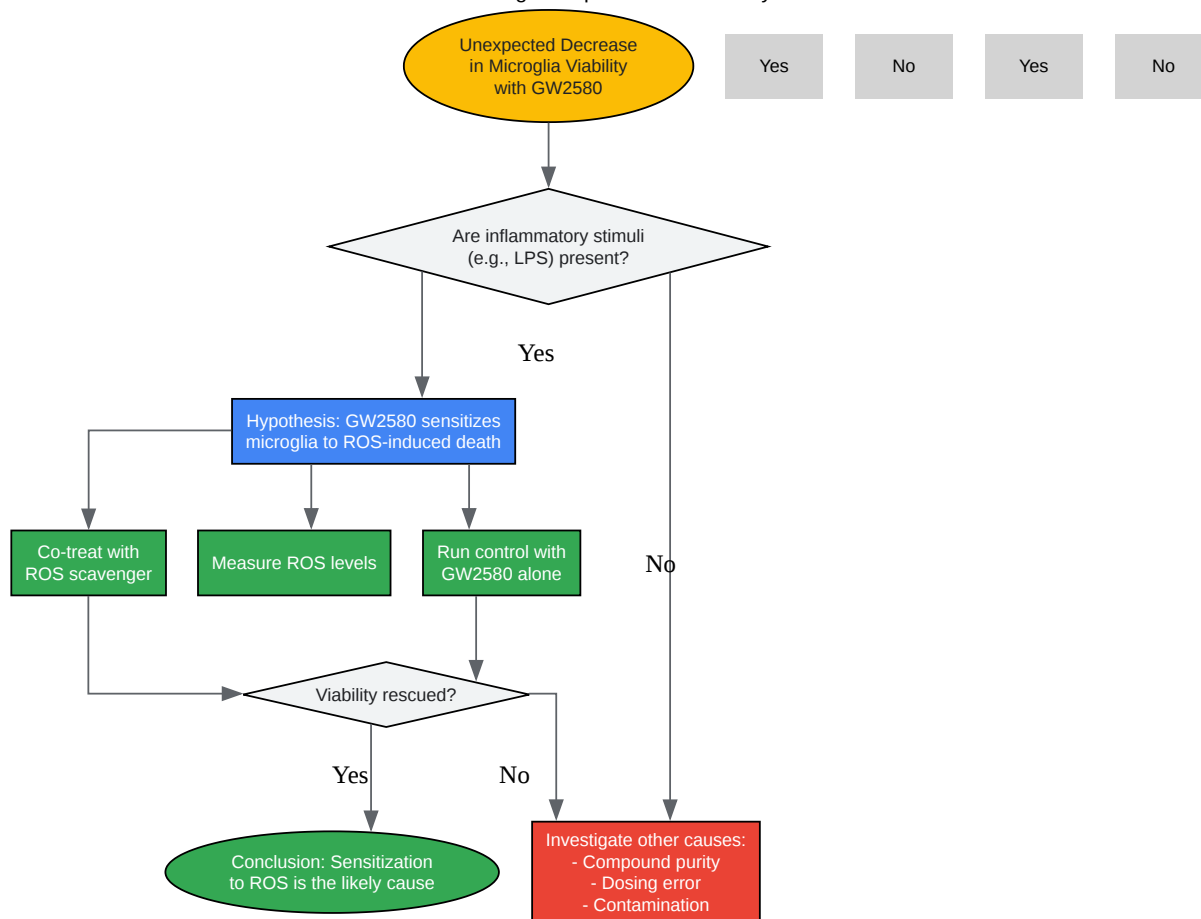 Unexpected Decrease
in Microglia Viability
with GW2580
Yes
No
Yes
No
Are inflammatory stimuli
(e.g., LPS) present?
Yes
Hypothesis: GW2580 sensitizes
microglia to ROS-induced death
Co-treat with
ROS scavenger
Measure ROS levels
Run control with
GW2580 alone
No
Viability rescued?
Yes
No
Conclusion: Sensitization
to ROS is the likely cause
Investigate other causes:
- Compound purity
- Dosing error
- Contamination